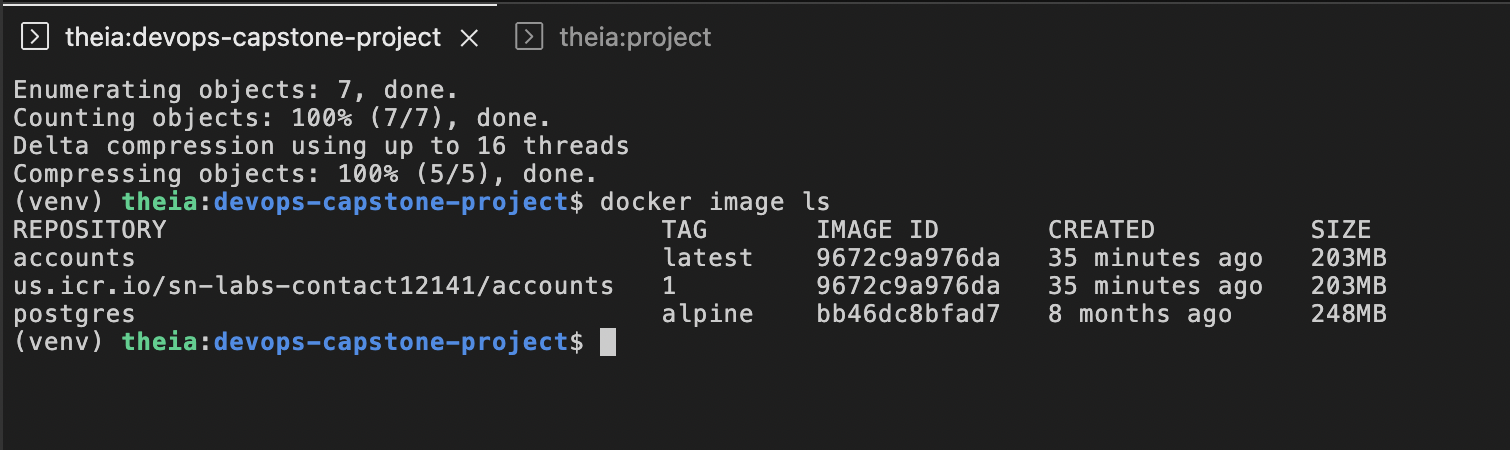 theia:devops-capstone-project theia:project
Enumerating objects: 7, done.
Counting objects: 100% (7/7), done.
Delta compression using up to 16 threads
Compressing objects: 100% (5/5), done.
(venv) theia:devops-capstone-project$ docker image ls
REPOSITORY TAG IMAGE ID CREATED SIZE
accounts latest 9672c9a976da 35 minutes ago 203MB
us.icr.io/sn-labs-contact12141/accounts 1 9672c9a976da 35 minutes ago 203MB
postgres alpine bb46dc8bfad7 8 months ago 248MB
(venv) theia:devops-capstone-project$